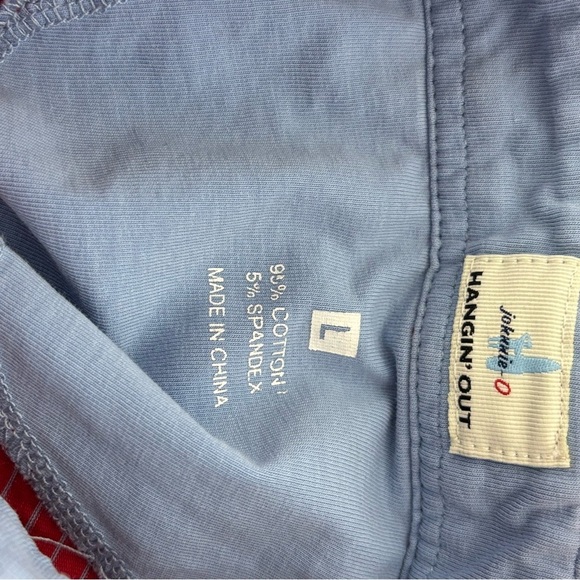 johnnie-O
HANGIN' OUT
L
95% COTTON
5% SPANDEX
MADE IN CHINA